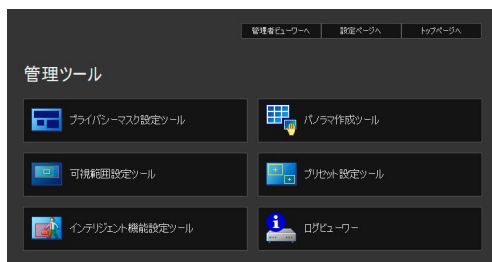 管理者ビューワーへ 設定ページへ トップページへ
管理ツール
プライバシーマスク設定ツール パノラマ作成ツール
可視範囲設定ツール プリセット設定ツール
インテリジェント機能設定ツール ログビューワー